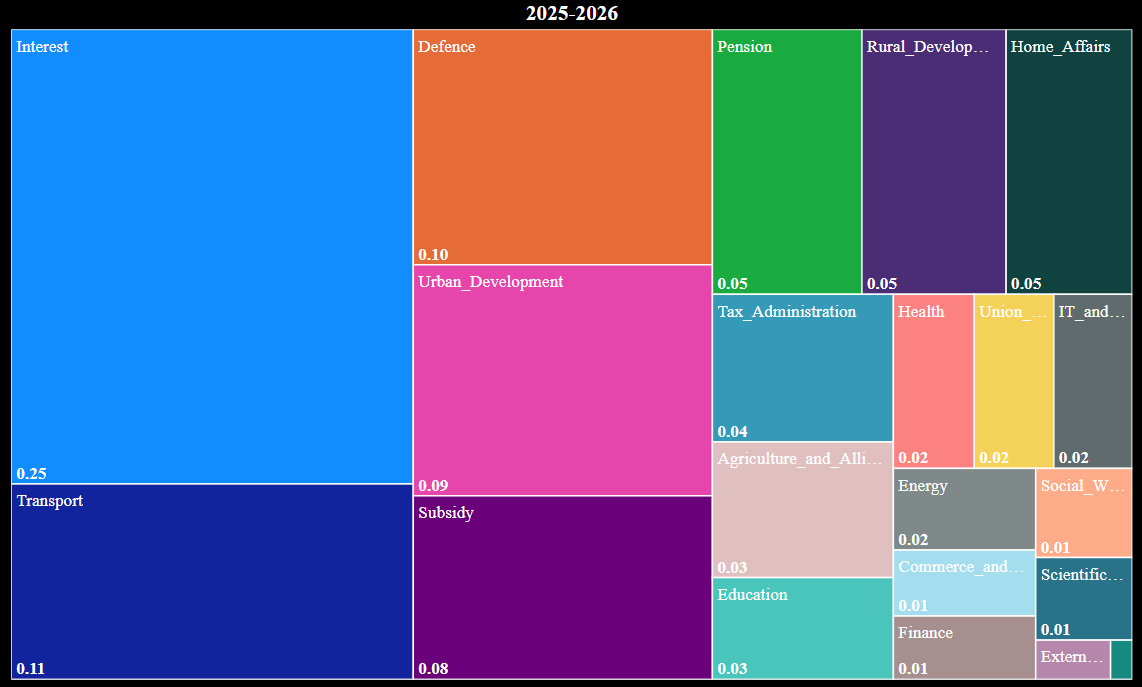 2025-2026
Interest
0.25
Transport
0.11
Defence
0.10
Urban_Development
0.09
Subsidy
0.08
Pension
0.05
Rural_Develop…
0.05
Home_Affairs
0.05
Tax_Administration
0.04
Agriculture_and_Alli…
0.03
Education
0.03
Health
0.02
Union_…
0.02
IT_and…
0.02
Energy
0.02
Commerce_and…
0.01
Finance
0.01
Social_W…
0.01
Scientific…
0.01
Extern…